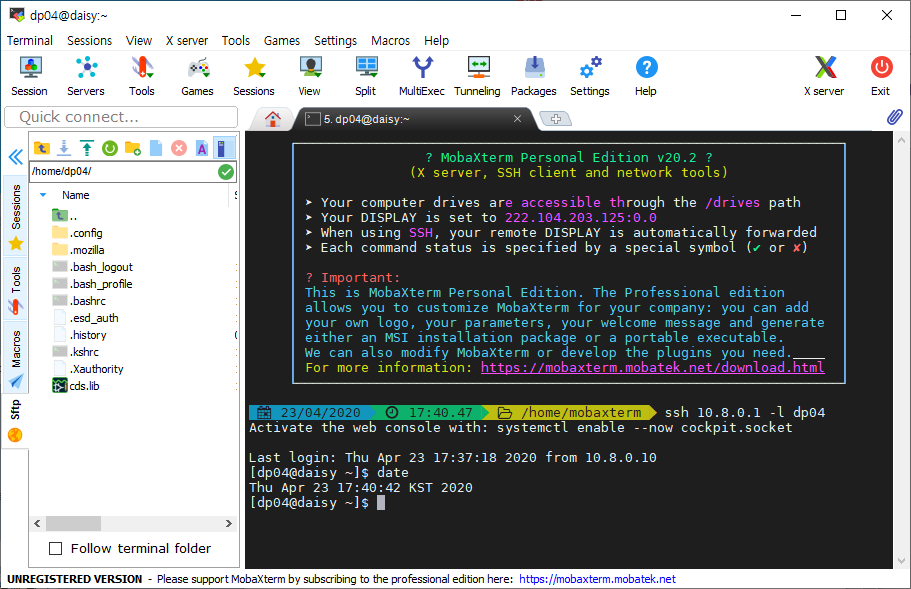 dp04@daisy:~
Terminal Sessions View X server Tools Games Settings Macros Help
Session Servers Tools Games Sessions View Split MultiExec Tunneling Packages Settings Help X server Exit
Quick connect...
5. dp04@daisy:~
/home/dp04/
Name
..
.config
.mozilla
.bash_logout
.bash_profile
.bashrc
.esd_auth
.history
.kshrc
.Xauthority
cds.lib
Sessions
Tools
Macros
Sftp
Follow terminal folder
? MobaXterm Personal Edition v20.2 ?
(X server, SSH client and network tools)
➤ Your computer drives are accessible through the /drives path
➤ Your DISPLAY is set to 222.104.203.125:0.0
➤ When using SSH, your remote DISPLAY is automatically forwarded
➤ Each command status is specified by a special symbol (✔ or ✘)
? Important:
This is MobaXterm Personal Edition. The Professional edition
allows you to customize MobaXterm for your company: you can add
your own logo, your parameters, your welcome message and generate
either an MSI installation package or a portable executable.
We can also modify MobaXterm or develop the plugins you need.
For more information: https://mobaxterm.mobatek.net/download.html
23/04/2020 17:40.47 /home/mobaxterm ssh 10.8.0.1 -l dp04
Activate the web console with: systemctl enable --now cockpit.socket
Last login: Thu Apr 23 17:37:18 2020 from 10.8.0.10
[dp04@daisy ~]$ date
Thu Apr 23 17:40:42 KST 2020
[dp04@daisy ~]$
UNREGISTERED VERSION - Please support MobaXterm by subscribing to the professional edition here: https://mobaxterm.mobatek.net